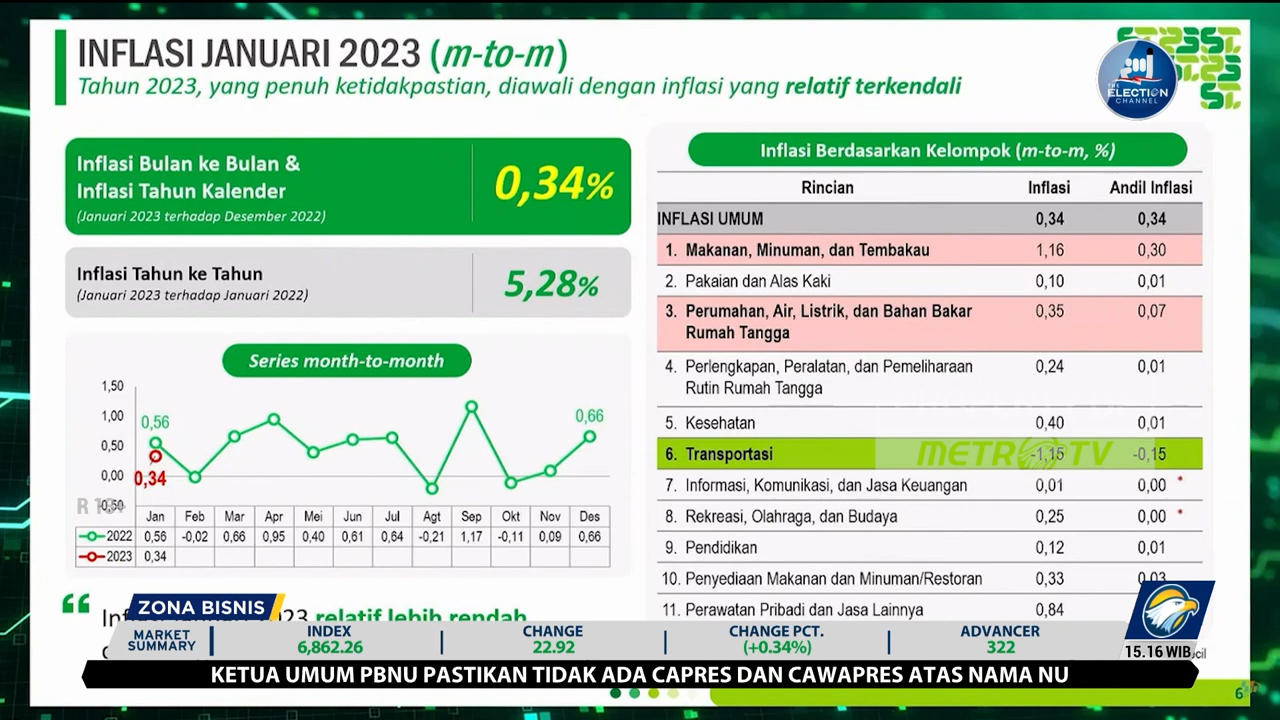 INFLASI JANUARI 2023 (m-to-m)
Tahun 2023, yang penuh ketidakpastian, diawali dengan inflasi yang relatif terkendali
THE
ELECTION
CHANNEL
Inflasi Bulan ke Bulan &
Inflasi Tahun Kalender
(Januari 2023 terhadap Desember 2022)
0,34%
Inflasi Tahun ke Tahun
(Januari 2023 terhadap Januari 2022)
5,28%
Series month-to-month
1,50
1,00
0,50
0,00
0,56
0,34
0,66
Jan Feb Mar Apr Mei Jun Jul Agt Sep Okt Nov Des
2022 0,56 -0,02 0,66 0,95 0,40 0,61 0,64 -0,21 1,17 -0,11 0,09 0,66
2023 0,34
Inflasi Berdasarkan Kelompok (m-to-m, %)
Rincian Inflasi Andil Inflasi
INFLASI UMUM 0,34 0,34
1. Makanan, Minuman, dan Tembakau 1,16 0,30
2. Pakaian dan Alas Kaki 0,10 0,01
3. Perumahan, Air, Listrik, dan Bahan Bakar
Rumah Tangga 0,35 0,07
4. Perlengkapan, Peralatan, dan Pemeliharaan
Rutin Rumah Tangga 0,24 0,01
5. Kesehatan 0,40 0,01
6. Transportasi -1,15 -0,15
7. Informasi, Komunikasi, dan Jasa Keuangan 0,01 0,00 *
8. Rekreasi, Olahraga, dan Budaya 0,25 0,00 *
9. Pendidikan 0,12 0,01
10. Penyediaan Makanan dan Minuman/Restoran 0,33 0,03
11. Perawatan Pribadi dan Jasa Lainnya 0,84
METRO TV
relatif lebih rendah
ZONA BISNIS
MARKET
SUMMARY
INDEX
6,862.26
CHANGE
22.92
CHANGE PCT.
(+0.34%)
ADVANCER
322
15.16 WIB
KETUA UMUM PBNU PASTIKAN TIDAK ADA CAPRES DAN CAWAPRES ATAS NAMA NU
6